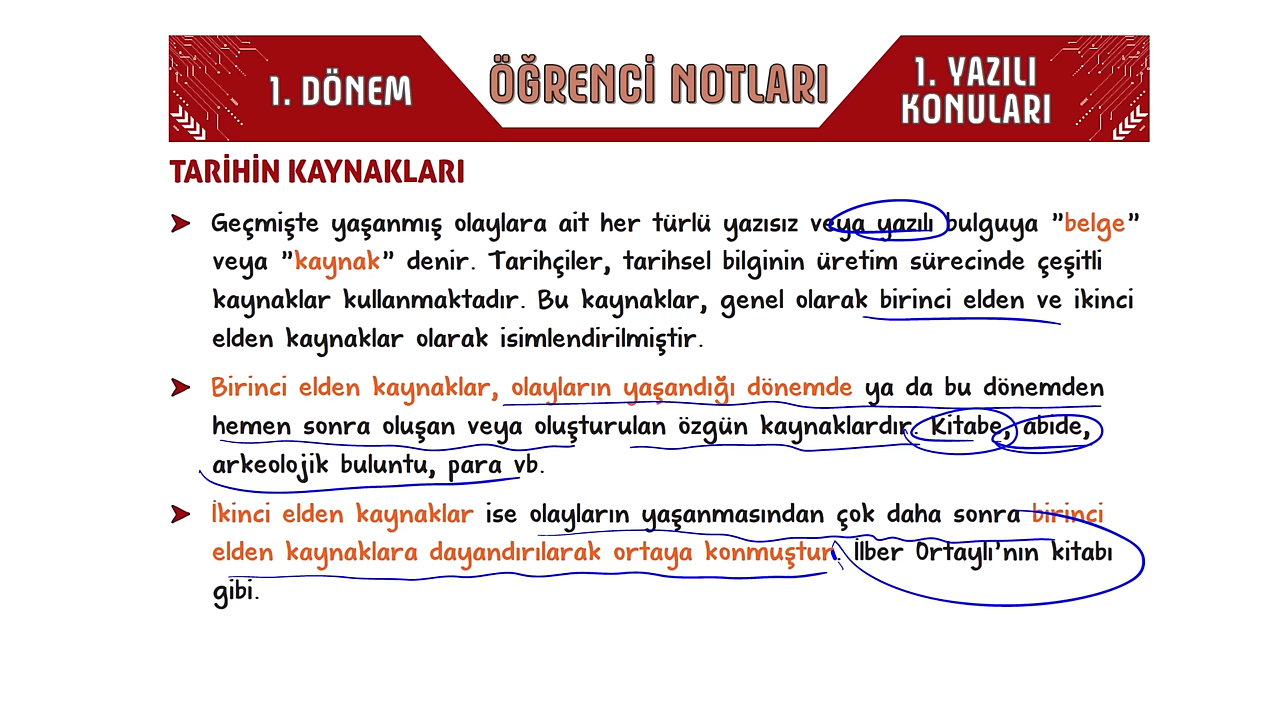 1. DÖNEM
ÖĞRENCİ NOTLARI
1. YAZILI
KONULARI
TARİHİN KAYNAKLARI
Geçmişte yaşanmış olaylara ait her türlü yazısız veya yazılı bulguya "belge"
veya "kaynak" denir. Tarihçiler, tarihsel bilginin üretim sürecinde çeşitli
kaynaklar kullanmaktadır. Bu kaynaklar, genel olarak birinci elden ve ikinci
elden kaynaklar olarak isimlendirilmiştir.
Birinci elden kaynaklar, olayların yaşandığı dönemde ya da bu dönemden
hemen sonra oluşan veya oluşturulan özgün kaynaklardır. Kitabe, abide,
arkeolojik buluntu, para vb.
İkinci elden kaynaklar ise olayların yaşanmasından çok daha sonra birinci
elden kaynaklara dayandırılarak ortaya konmuştur. İlber Ortaylı'nın kitabı
gibi.